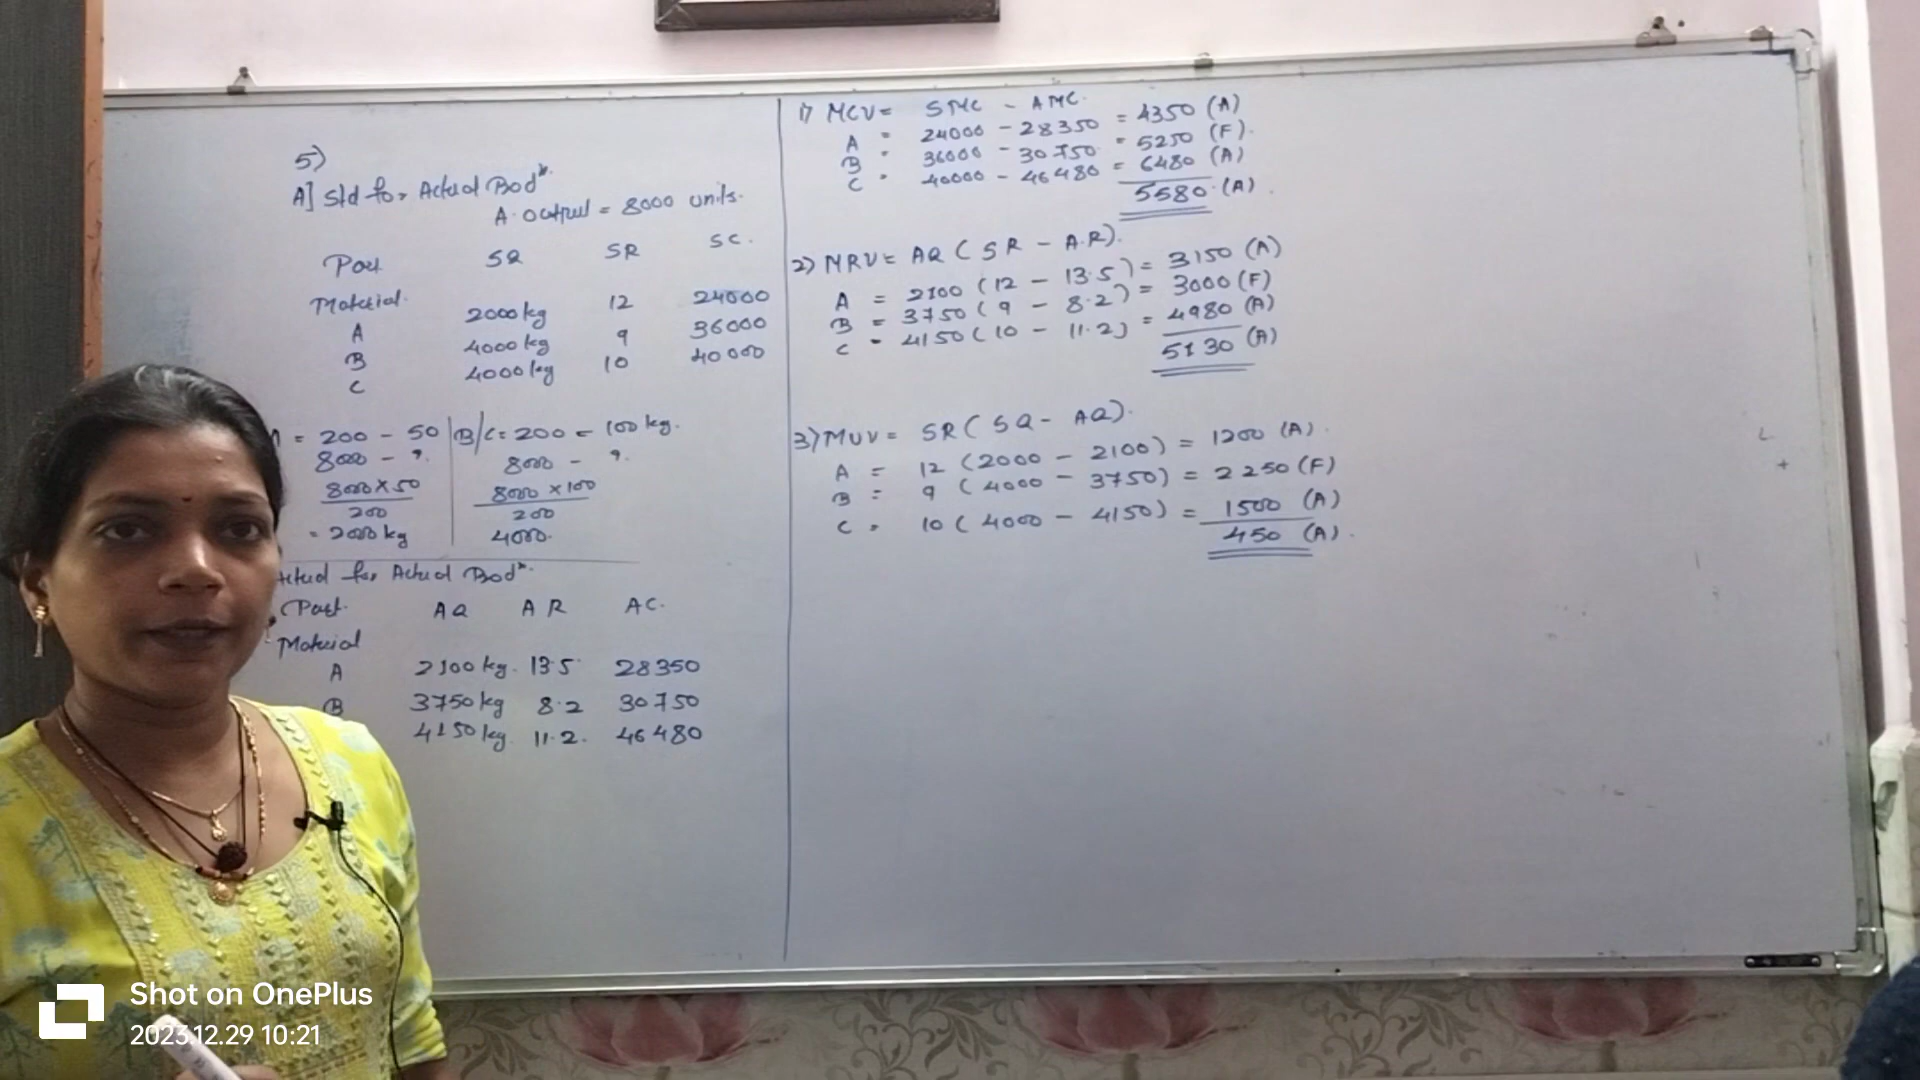 5)
A] Std for Actual Prodn.
A. output = 8000 units.
Part SQ SR SC.
Material.
A 2000 kg 12 24000
B 4000 kg 9 36000
C 4000 kg 10 40000
= 200 - 50
8000 - ?
8000 x 50
200
= 2000 kg
B/C = 200 = 100 kg.
8000 - ?
8000 x 100
200
4000.
Actual for Actual Prodn.
Part. AQ AR AC.
Material
A 2100 kg. 13.5 28350
B 3750 kg 8.2 30750
4150 kg. 11.2. 46480
1) MCV = SMC - AMC.
A = 24000 - 28350 = 4350 (A)
B = 36000 - 30750 = 5250 (F).
C = 40000 - 46480 = 6480 (A)
5580 (A).
2) MRV = AQ (SR - A.R).
A = 2100 (12 - 13.5) = 3150 (A)
B = 3750 (9 - 8.2) = 3000 (F)
C = 4150 (10 - 11.2) = 4980 (A)
5130 (A)
3) MUV = SR (SQ - AQ).
A = 12 (2000 - 2100) = 1200 (A).
B = 9 (4000 - 3750) = 2250 (F)
C = 10 (4000 - 4150) = 1500 (A)
450 (A).
Shot on OnePlus
2023.12.29 10:21